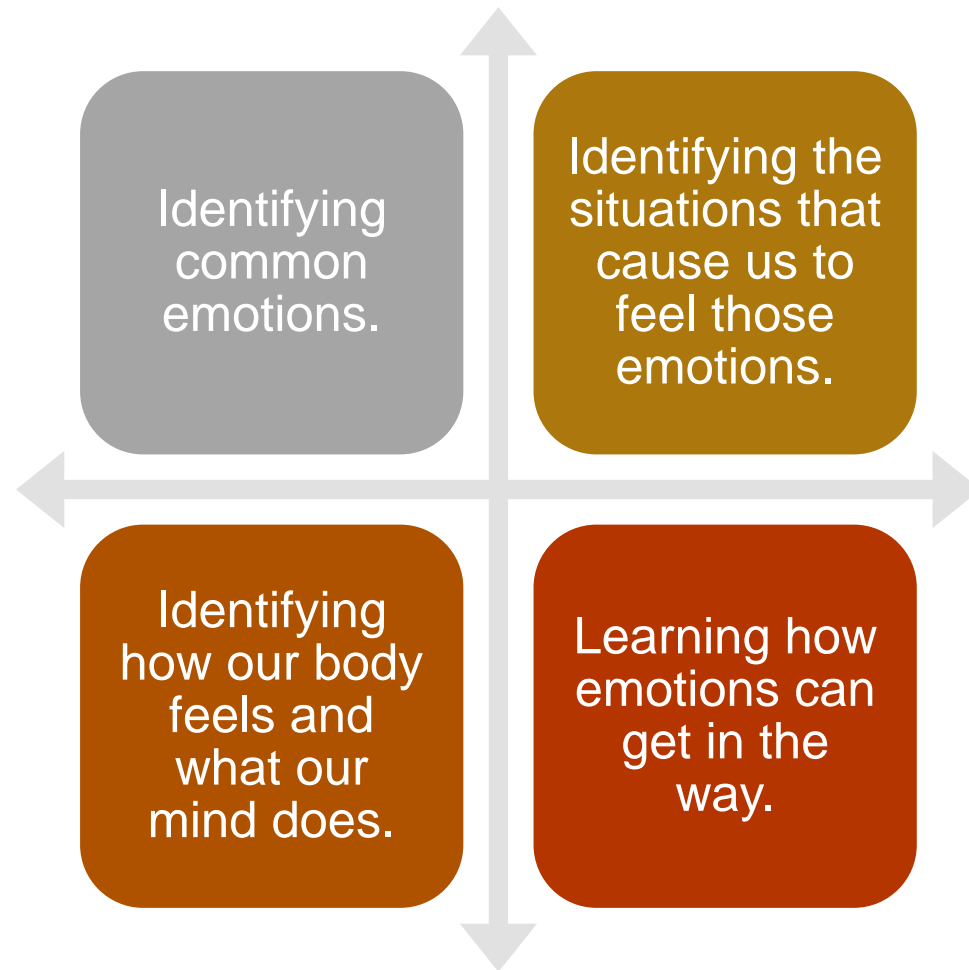 Identifying
common
emotions.
Identifying the
situations that
cause us to
feel those
emotions.
Identifying
how our body
feels and
what our
mind does.
Learning how
emotions can
get in the
way.